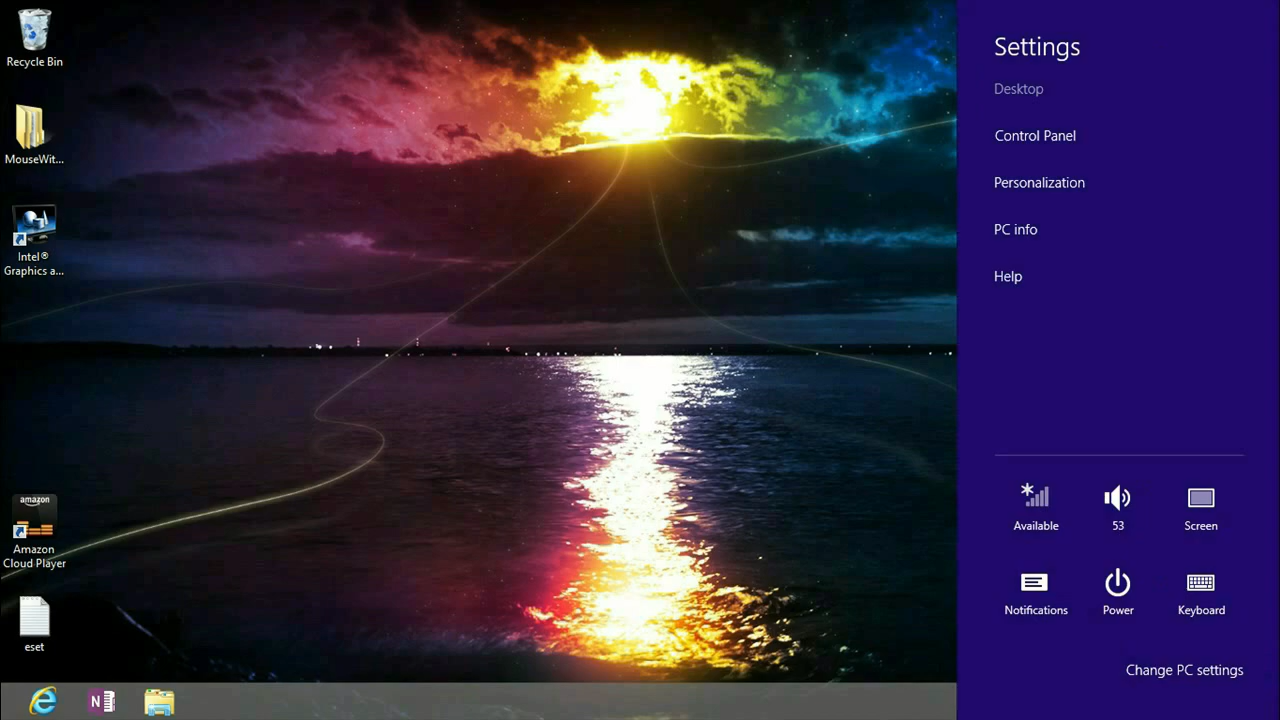 Recycle Bin
MouseWit...
Intel®
Graphics a...
amazon
Amazon
Cloud Player
eset
N
Settings
Desktop
Control Panel
Personalization
PC info
Help
Available
53
Screen
Notifications
Power
Keyboard
Change PC settings